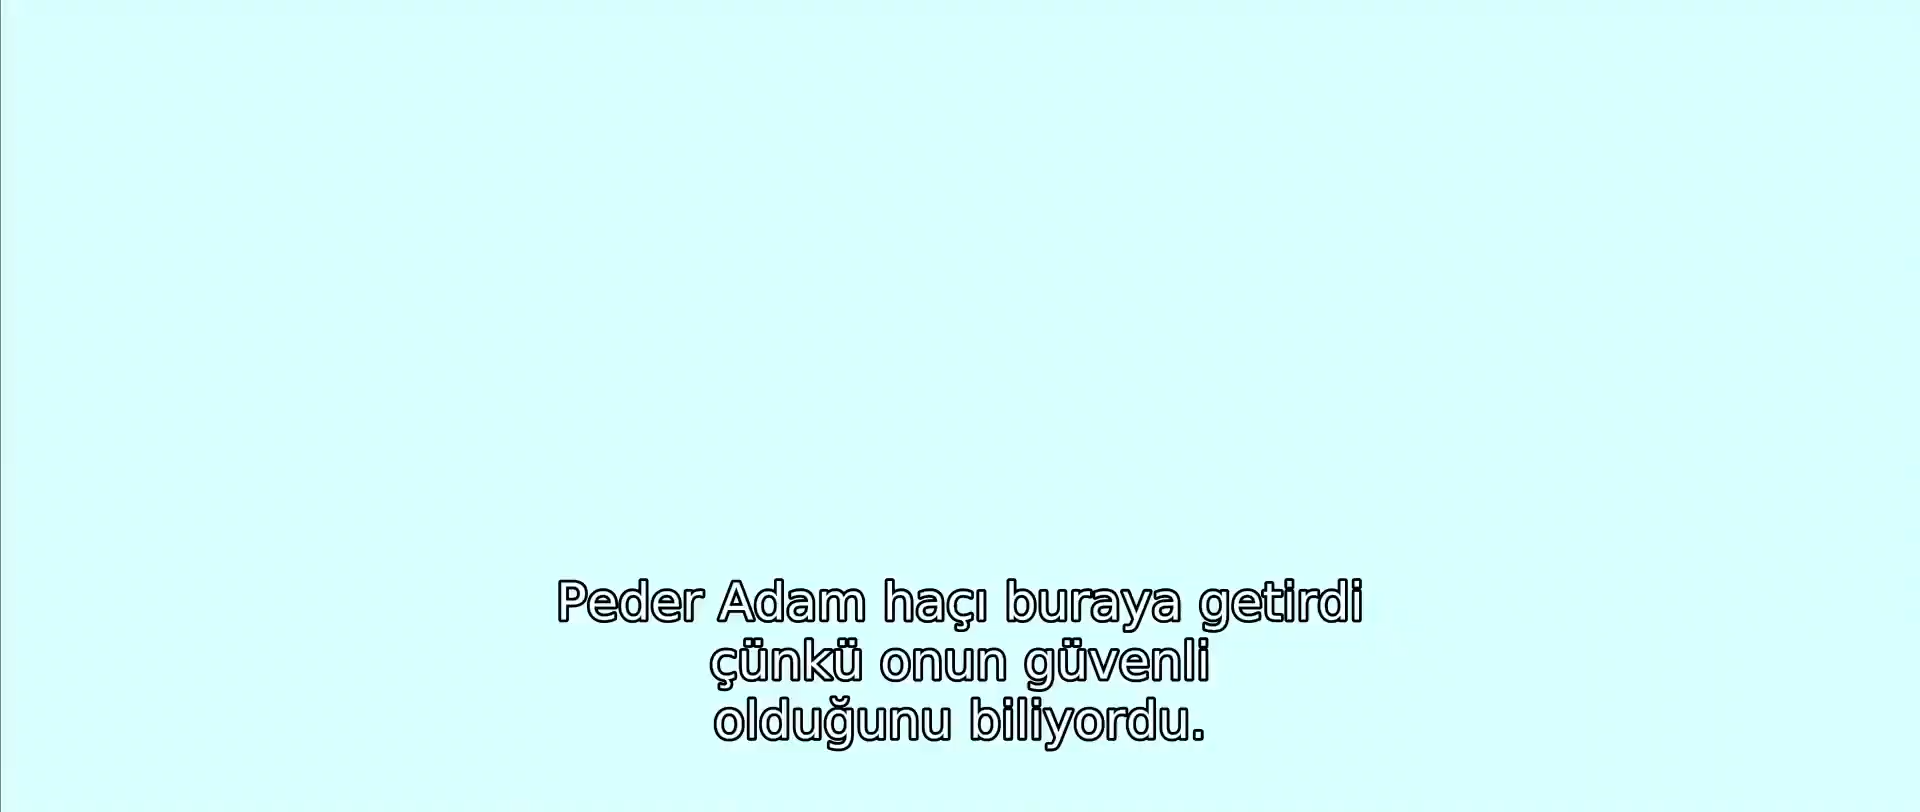 Peder Adam haçı buraya getirdi
çünkü onun güvenli
olduğunu biliyordu.